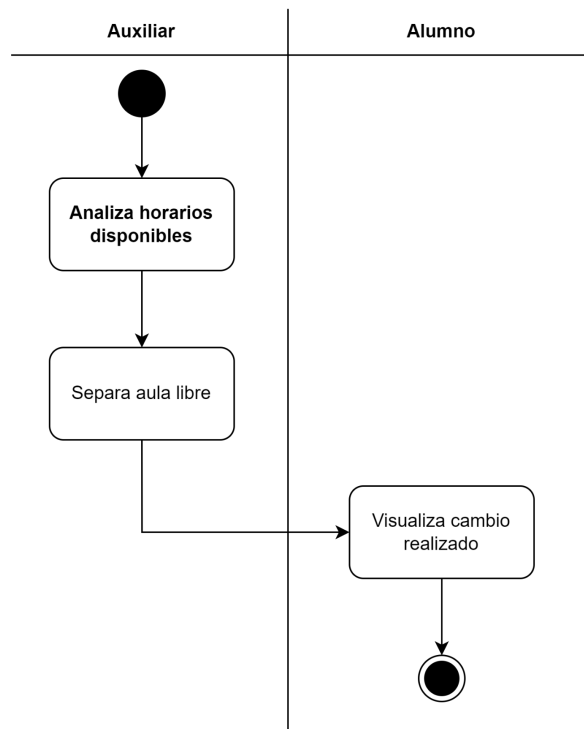 Auxiliar
Alumno
Analiza horarios
disponibles
Separa aula libre
Visualiza cambio
realizado